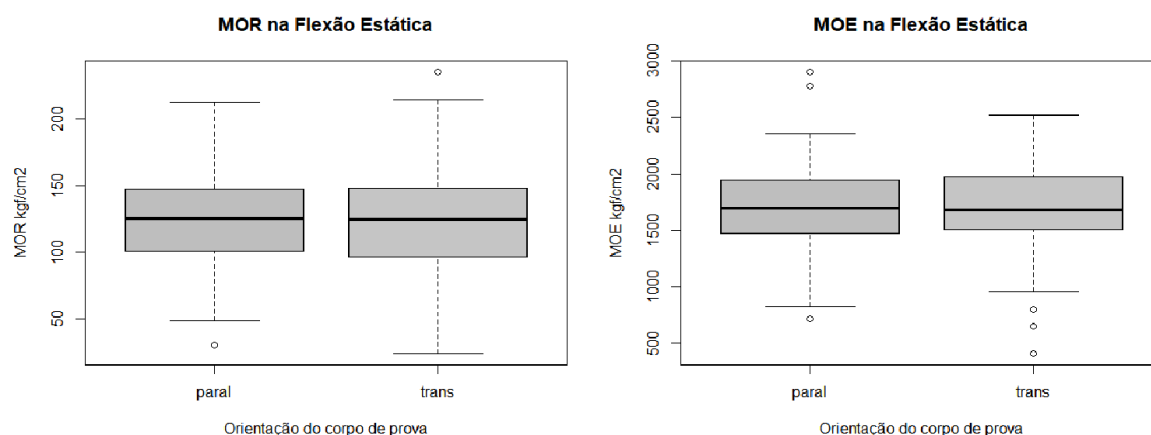 MOR na Flexão Estática
MOR kgf/cm2
200
150
100
50
paral
trans
Orientação do corpo de prova
MOE na Flexão Estática
MOE kgf/cm2
3000
2500
2000
1500
1000
500
paral
trans
Orientação do corpo de prova